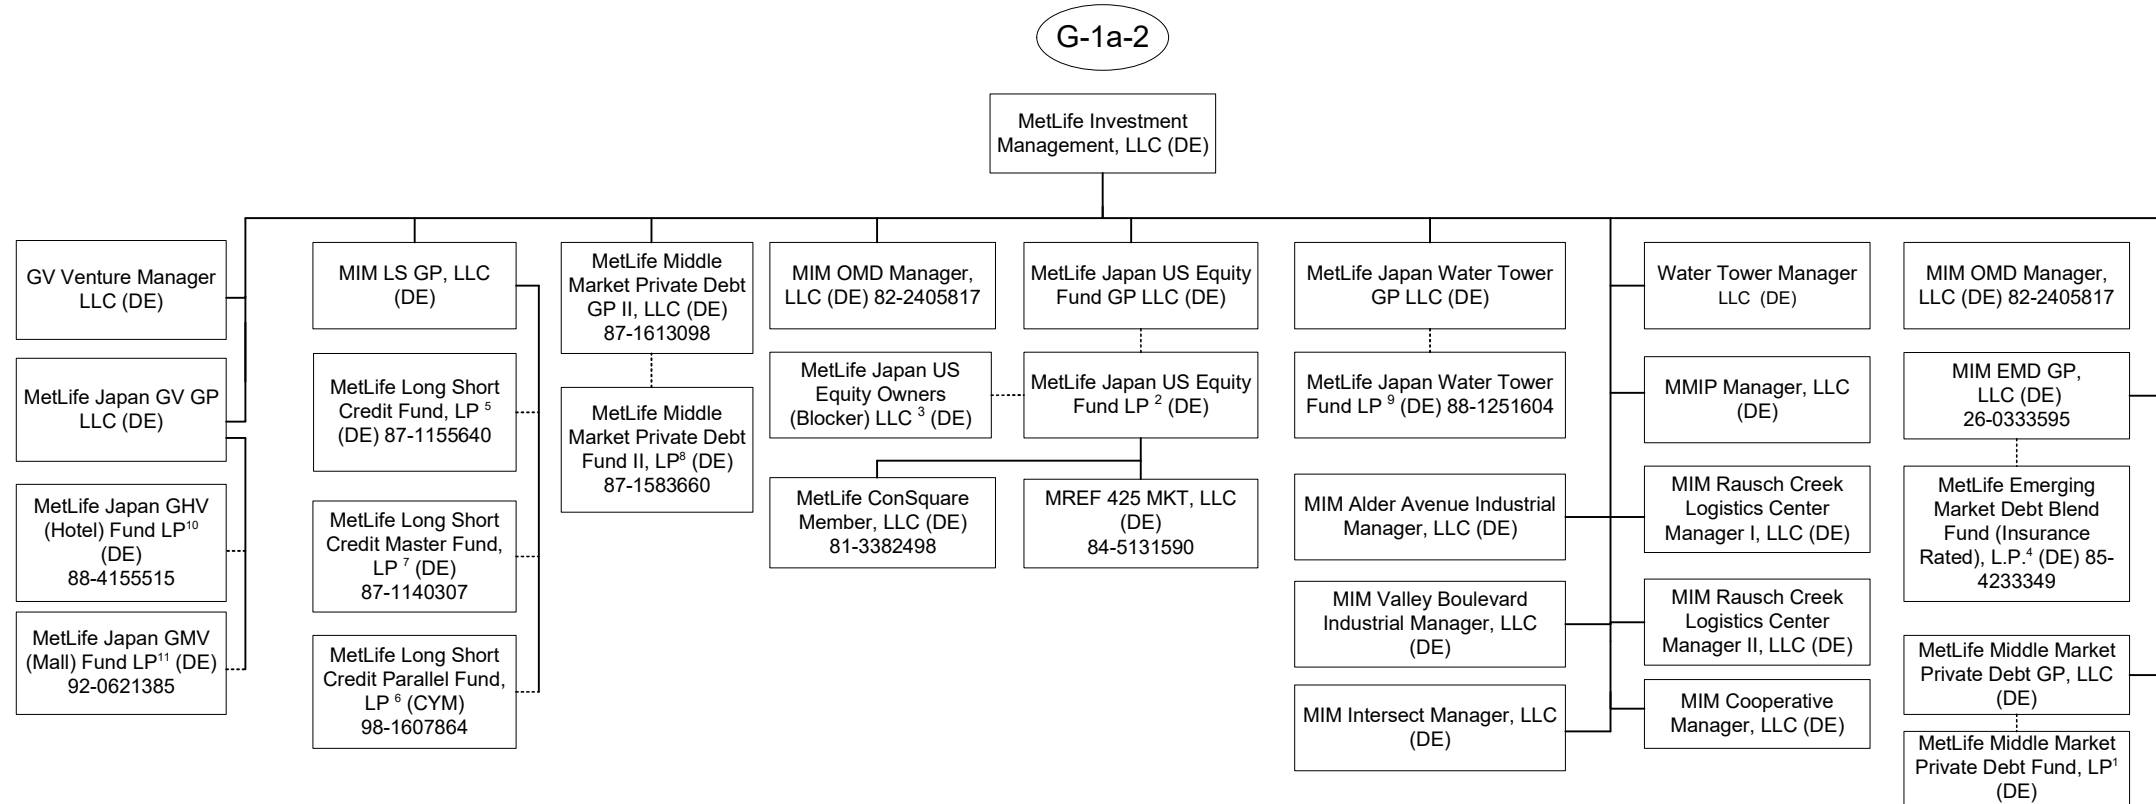 G-1a-2
MetLife Investment
Management, LLC (DE)
GV Venture Manager
LLC (DE)
MetLife Japan GV GP
LLC (DE)
MetLife Japan GHV
(Hotel) Fund LP10
(DE)
88-4155515
MetLife Japan GMV
(Mall) Fund LP11 (DE)
92-0621385
MIM LS GP, LLC
(DE)
MetLife Long Short
Credit Fund, LP 5
(DE) 87-1155640
MetLife Long Short
Credit Master Fund,
LP 7 (DE)
87-1140307
MetLife Long Short
Credit Parallel Fund,
LP 6 (CYM)
98-1607864
MetLife Middle
Market Private Debt
GP II, LLC (DE)
87-1613098
MetLife Middle
Market Private Debt
Fund II, LP8 (DE)
87-1583660
MIM OMD Manager,
LLC (DE) 82-2405817
MetLife Japan US
Equity Owners
(Blocker) LLC 3 (DE)
MetLife ConSquare
Member, LLC (DE)
81-3382498
MetLife Japan US Equity
Fund GP LLC (DE)
MetLife Japan US Equity
Fund LP 2 (DE)
MREF 425 MKT, LLC
(DE)
84-5131590
MetLife Japan Water Tower
GP LLC (DE)
MetLife Japan Water Tower
Fund LP 9 (DE) 88-1251604
MIM Alder Avenue Industrial
Manager, LLC (DE)
MIM Valley Boulevard
Industrial Manager, LLC
(DE)
MIM Intersect Manager, LLC
(DE)
Water Tower Manager
LLC (DE)
MMIP Manager, LLC
(DE)
MIM Rausch Creek
Logistics Center
Manager I, LLC (DE)
MIM Rausch Creek
Logistics Center
Manager II, LLC (DE)
MIM Cooperative
Manager, LLC (DE)
MIM OMD Manager,
LLC (DE) 82-2405817
MIM EMD GP,
LLC (DE)
26-0333595
MetLife Emerging
Market Debt Blend
Fund (Insurance
Rated), L.P.4 (DE) 85-
4233349
MetLife Middle Market
Private Debt GP, LLC
(DE)
MetLife Middle Market
Private Debt Fund, LP1
(DE)